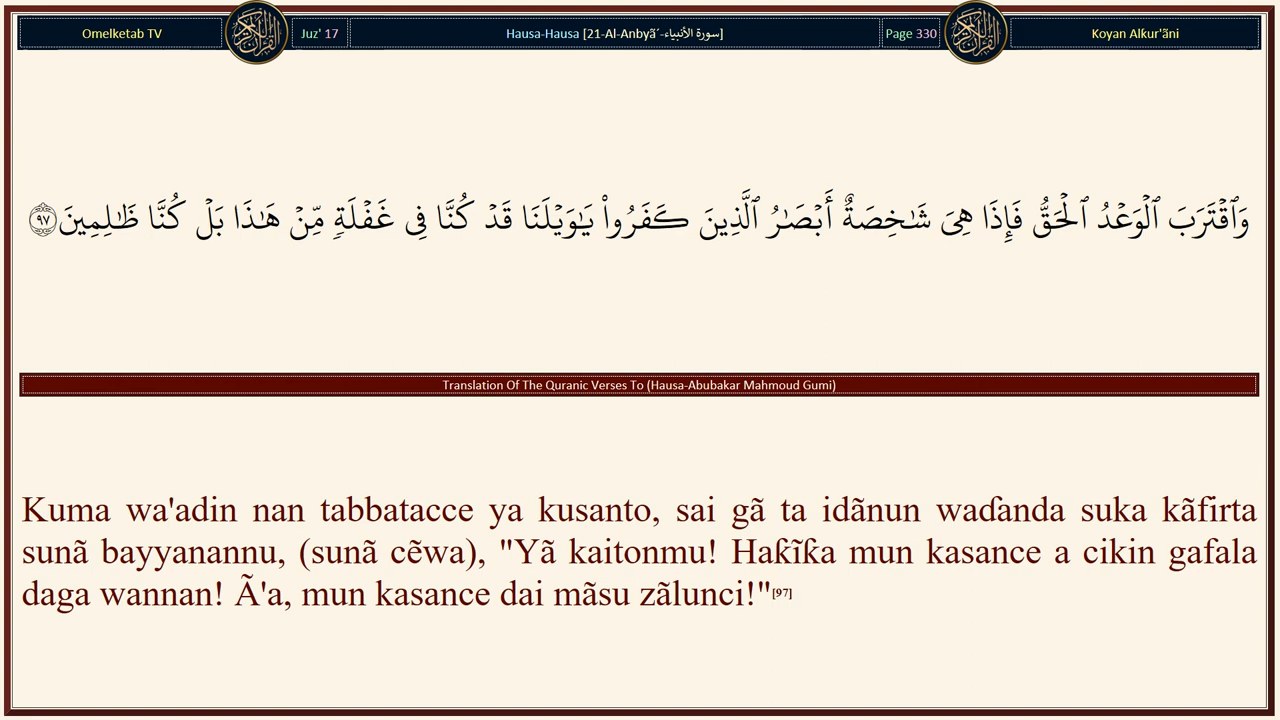 Omelketab TV
Juz' 17
Hausa-Hausa [21-Al-Anbyã´-سورة الأنبياء]
Page 330
Koyan Alƙur'ãni
وَٱقۡتَرَبَ ٱلۡوَعۡدُ ٱلۡحَقُّ فَإِذَا هِىَ شَـٰخِصَةٌ أَبۡصَـٰرُ ٱلَّذِينَ كَفَرُواْ يَـٰوَيۡلَنَا قَدۡ كُنَّا فِى غَفۡلَةٍ مِّنۡ هَـٰذَا بَلۡ كُنَّا ظَـٰلِمِينَ ٩٧
Translation Of The Quranic Verses To (Hausa-Abubakar Mahmoud Gumi)
Kuma wa'adin nan tabbatacce ya kusanto, sai gã ta idãnun waɗanda suka kãfirta
sunã bayyanannu, (sunã cẽwa), "Yã kaitonmu! Haƙĩƙa mun kasance a cikin gafala
daga wannan! Ã'a, mun kasance dai mãsu zãlunci!"[97]